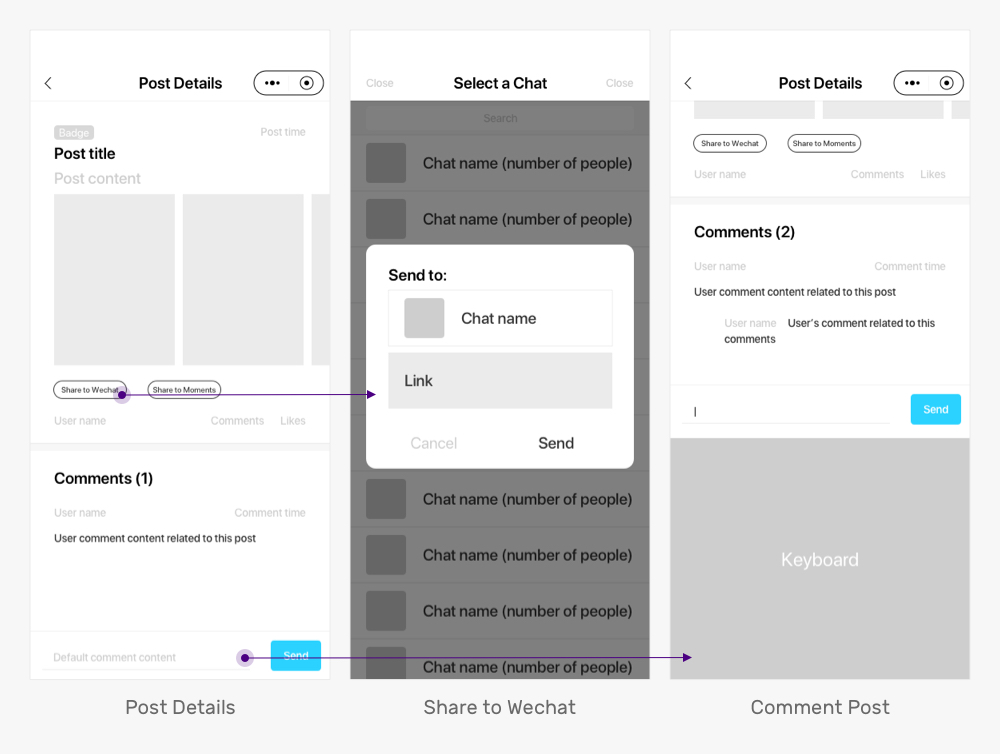 Post Details
Badge
Post time
Post title
Post content
Share to Wechat
Share to Moments
User name
Comments
Likes
Comments (1)
User name
Comment time
User comment content related to this post
Default comment content
Send
Post Details
Close
Select a Chat
Close
Search
Chat name (number of people)
Chat name (number of people)
Send to:
Chat name
Link
Cancel
Send
Chat name (number of people)
Chat name (number of people)
Chat name (number of people)
Chat name (number of people)
Share to Wechat
Post Details
Share to Wechat
Share to Moments
User name
Comments
Likes
Comments (2)
User name
Comment time
User comment content related to this post
User name User's comment related to this
comments
Send
Keyboard
Comment Post